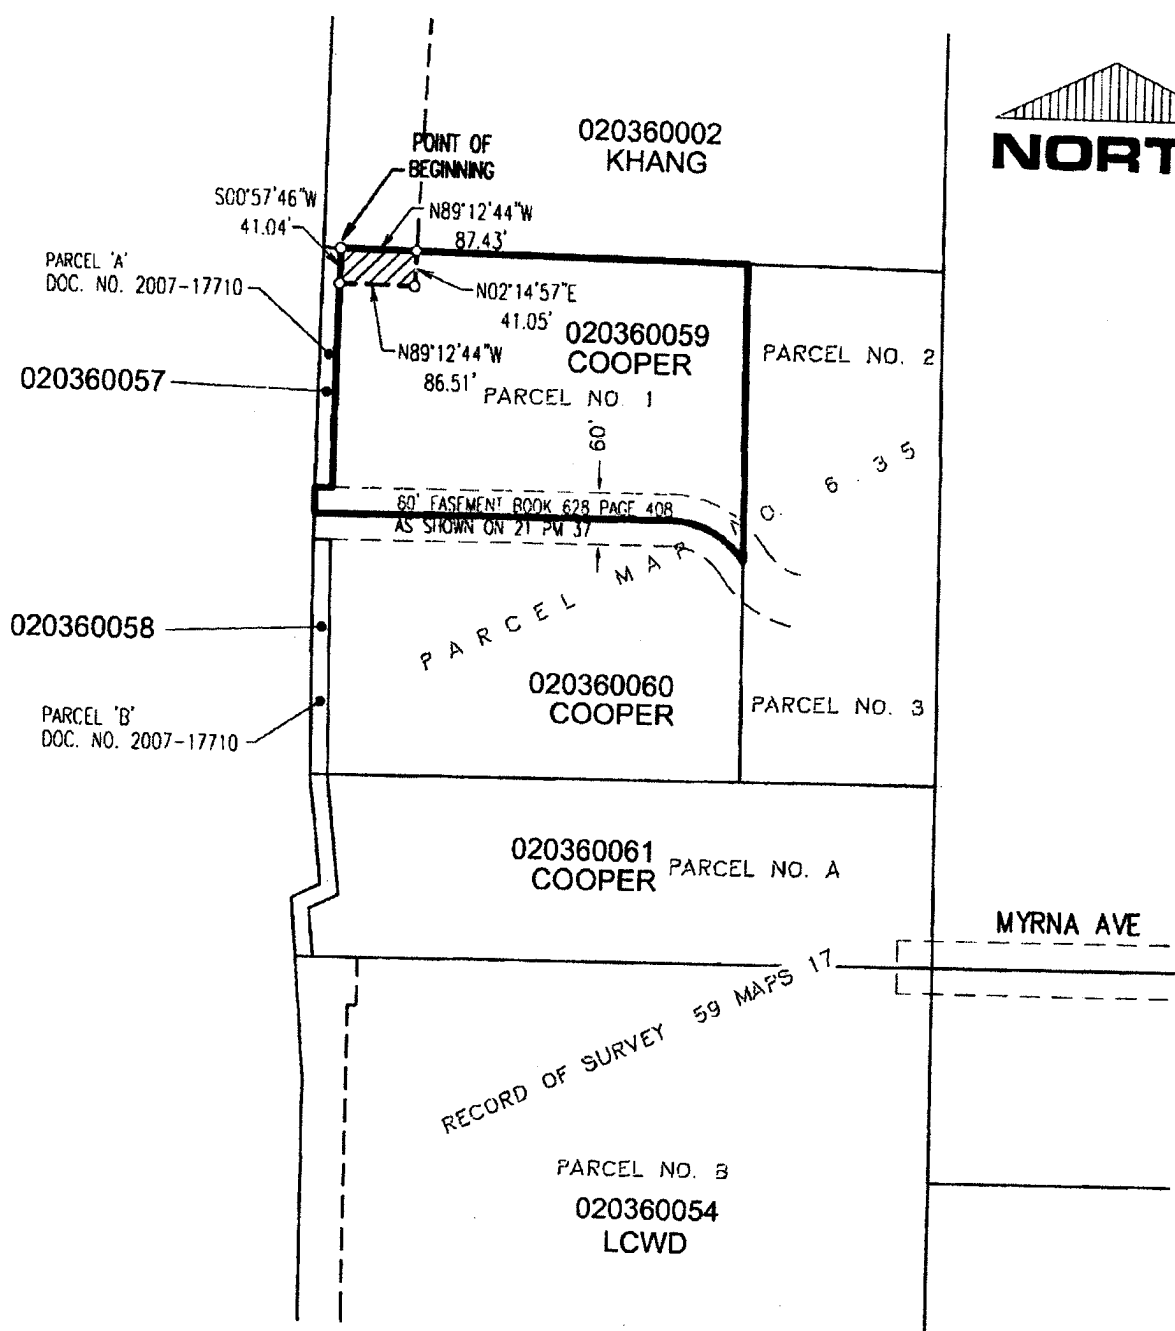 020360002
KHANG
NORT
POINT OF
BEGINNING
S00°57'46"W
41.04'
N89°12'44"W
87.43'
PARCEL 'A'
DOC. NO. 2007-17710
N02°14'57"E
41.05'
020360059
COOPER
PARCEL NO. 2
N89°12'44"W
86.51'
020360057
PARCEL NO. 1
60'
60' EASEMENT BOOK 628 PAGE 408
AS SHOWN ON 21 PM 37
PARCEL MAP NO. 635
020360058
020360060
COOPER
PARCEL NO. 3
PARCEL 'B'
DOC. NO. 2007-17710
020360061
COOPER
PARCEL NO. A
MYRNA AVE
RECORD OF SURVEY 59 MAPS 17
PARCEL NO. B
020360054
LCWD